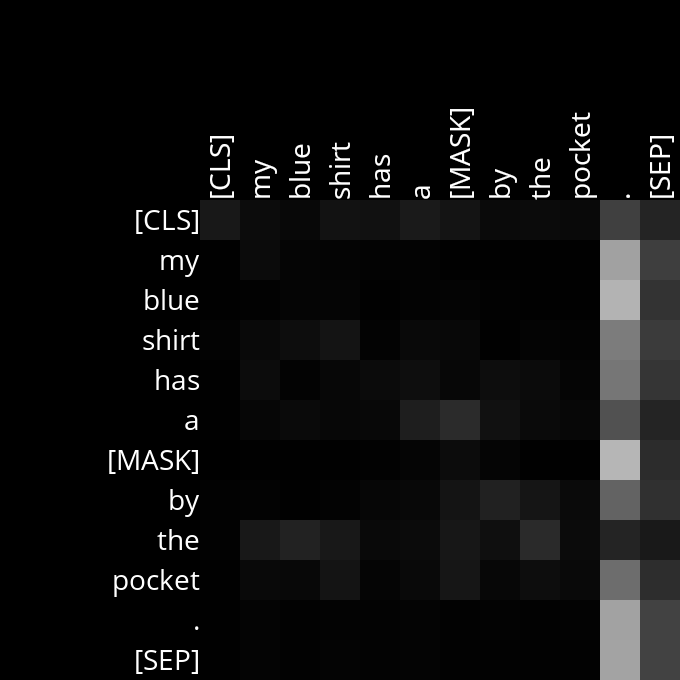 [CLS] my blue shirt has a [MASK] by the pocket . [SEP]
[CLS]
my
blue
shirt
has
a
[MASK]
by
the
pocket
.
[SEP]